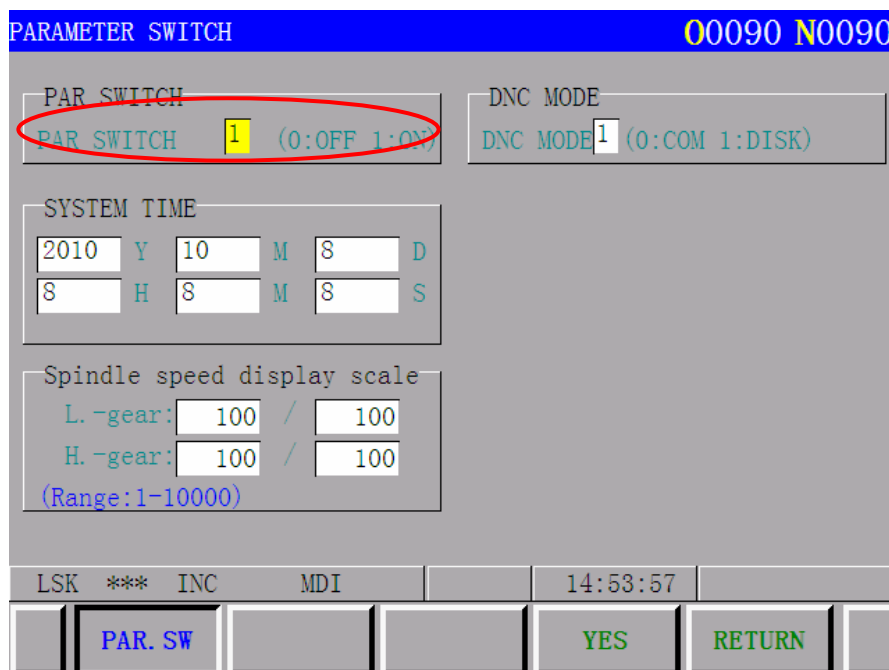 PARAMETER SWITCH O0090 N0090
PAR SWITCH
PAR SWITCH 1 (0:OFF 1:ON)
DNC MODE
DNC MODE 1 (0:COM 1:DISK)
SYSTEM TIME
2010 Y 10 M 8 D
8 H 8 M 8 S
Spindle speed display scale
L.-gear: 100 / 100
H.-gear: 100 / 100
(Range:1-10000)
LSK *** INC MDI 14:53:57
PAR.SW YES RETURN